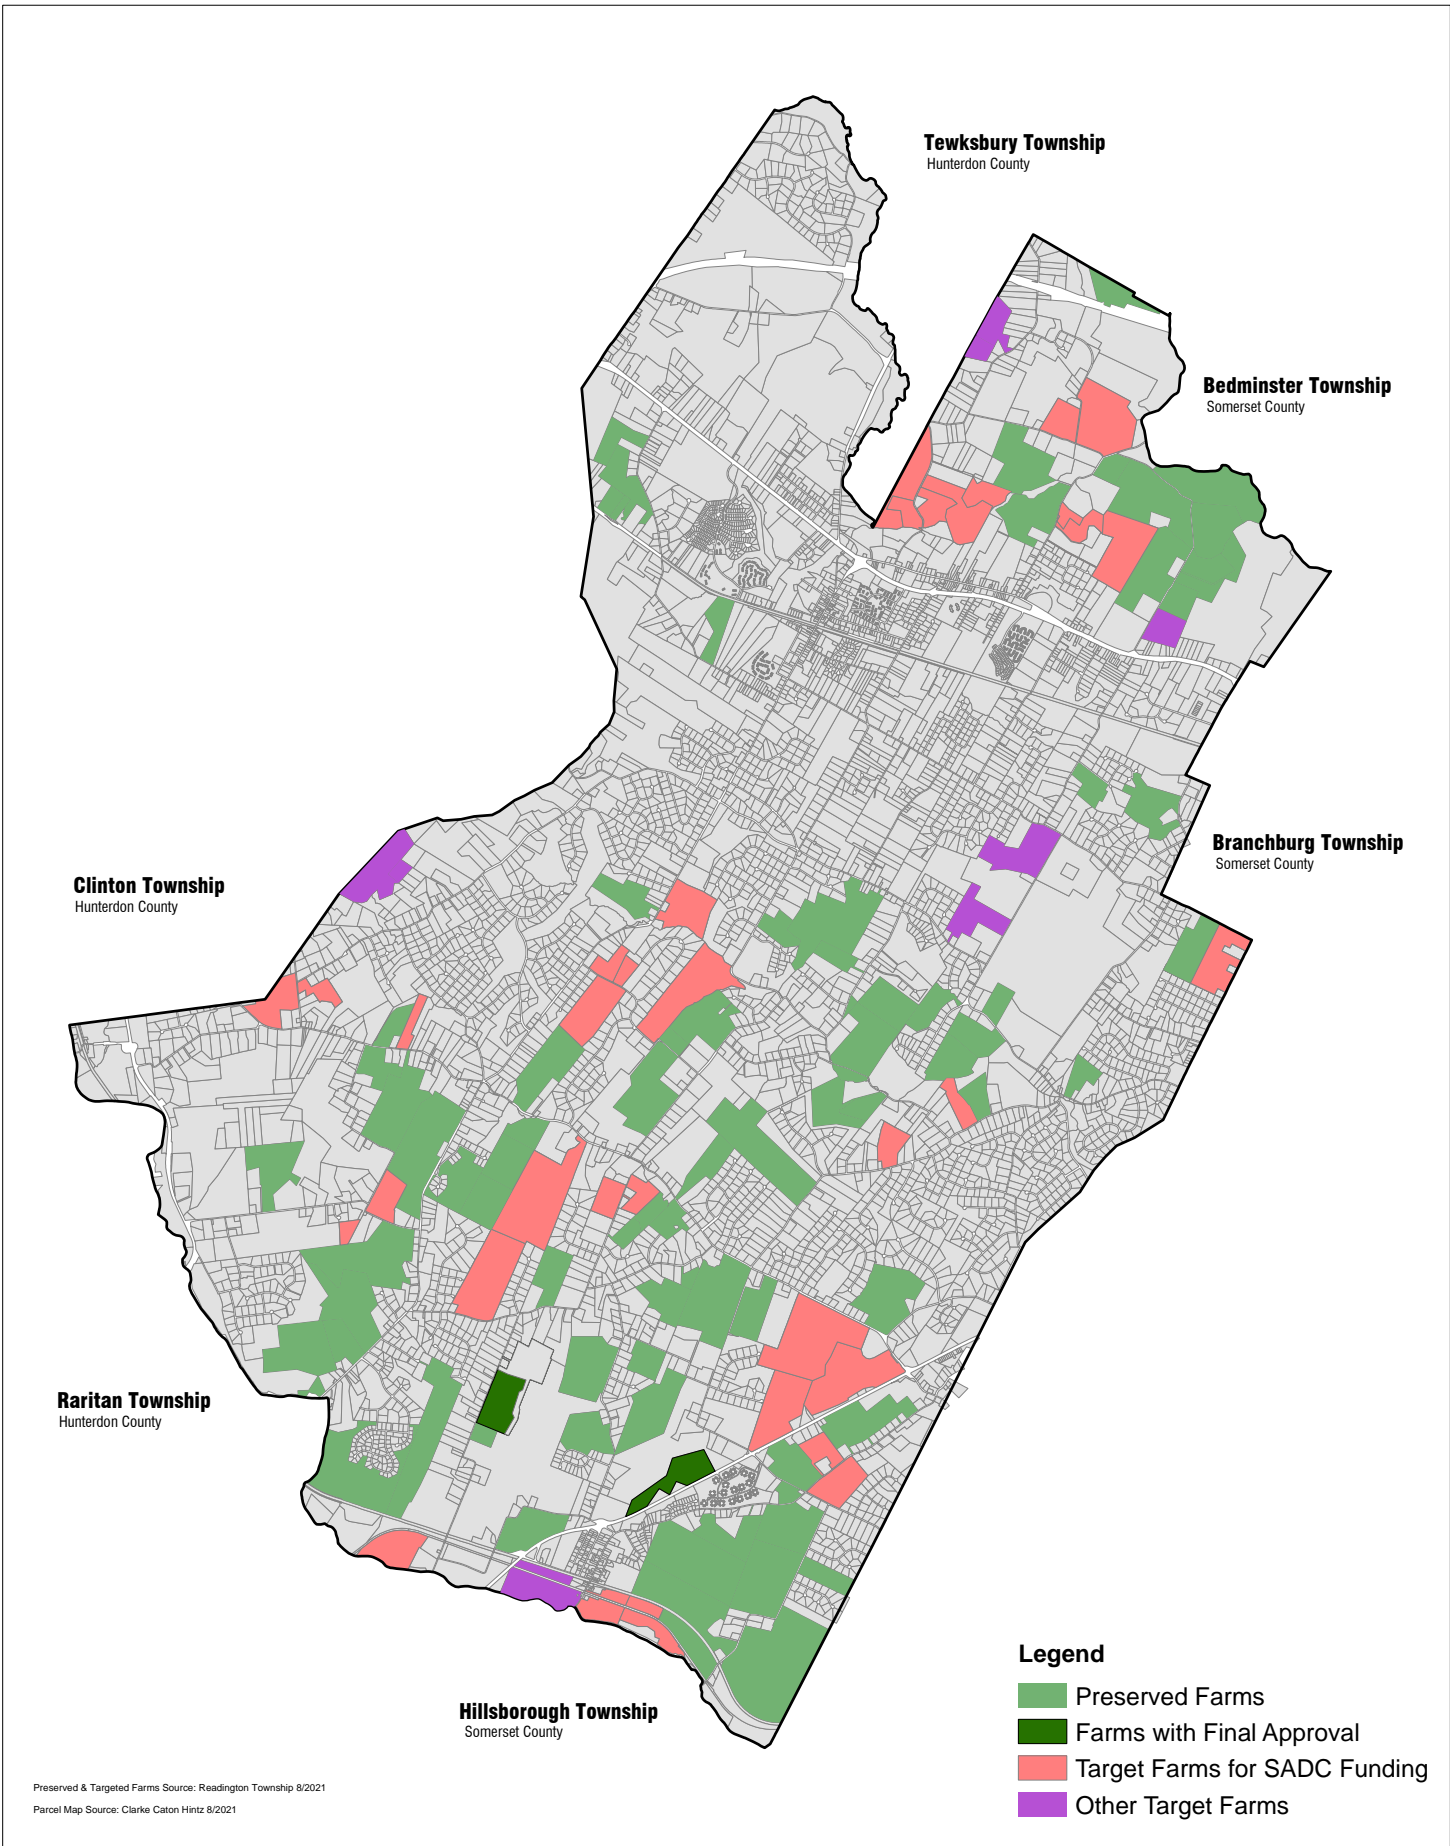 Tewksbury Township
Hunterdon County
Bedminster Township
Somerset County
Branchburg Township
Somerset County
Clinton Township
Hunterdon County
Raritan Township
Hunterdon County
Hillsborough Township
Somerset County
Legend
Preserved Farms
Farms with Final Approval
Target Farms for SADC Funding
Other Target Farms
Preserved & Targeted Farms Source: Readington Township 8/2021
Parcel Map Source: Clarke Caton Hintz 8/2021